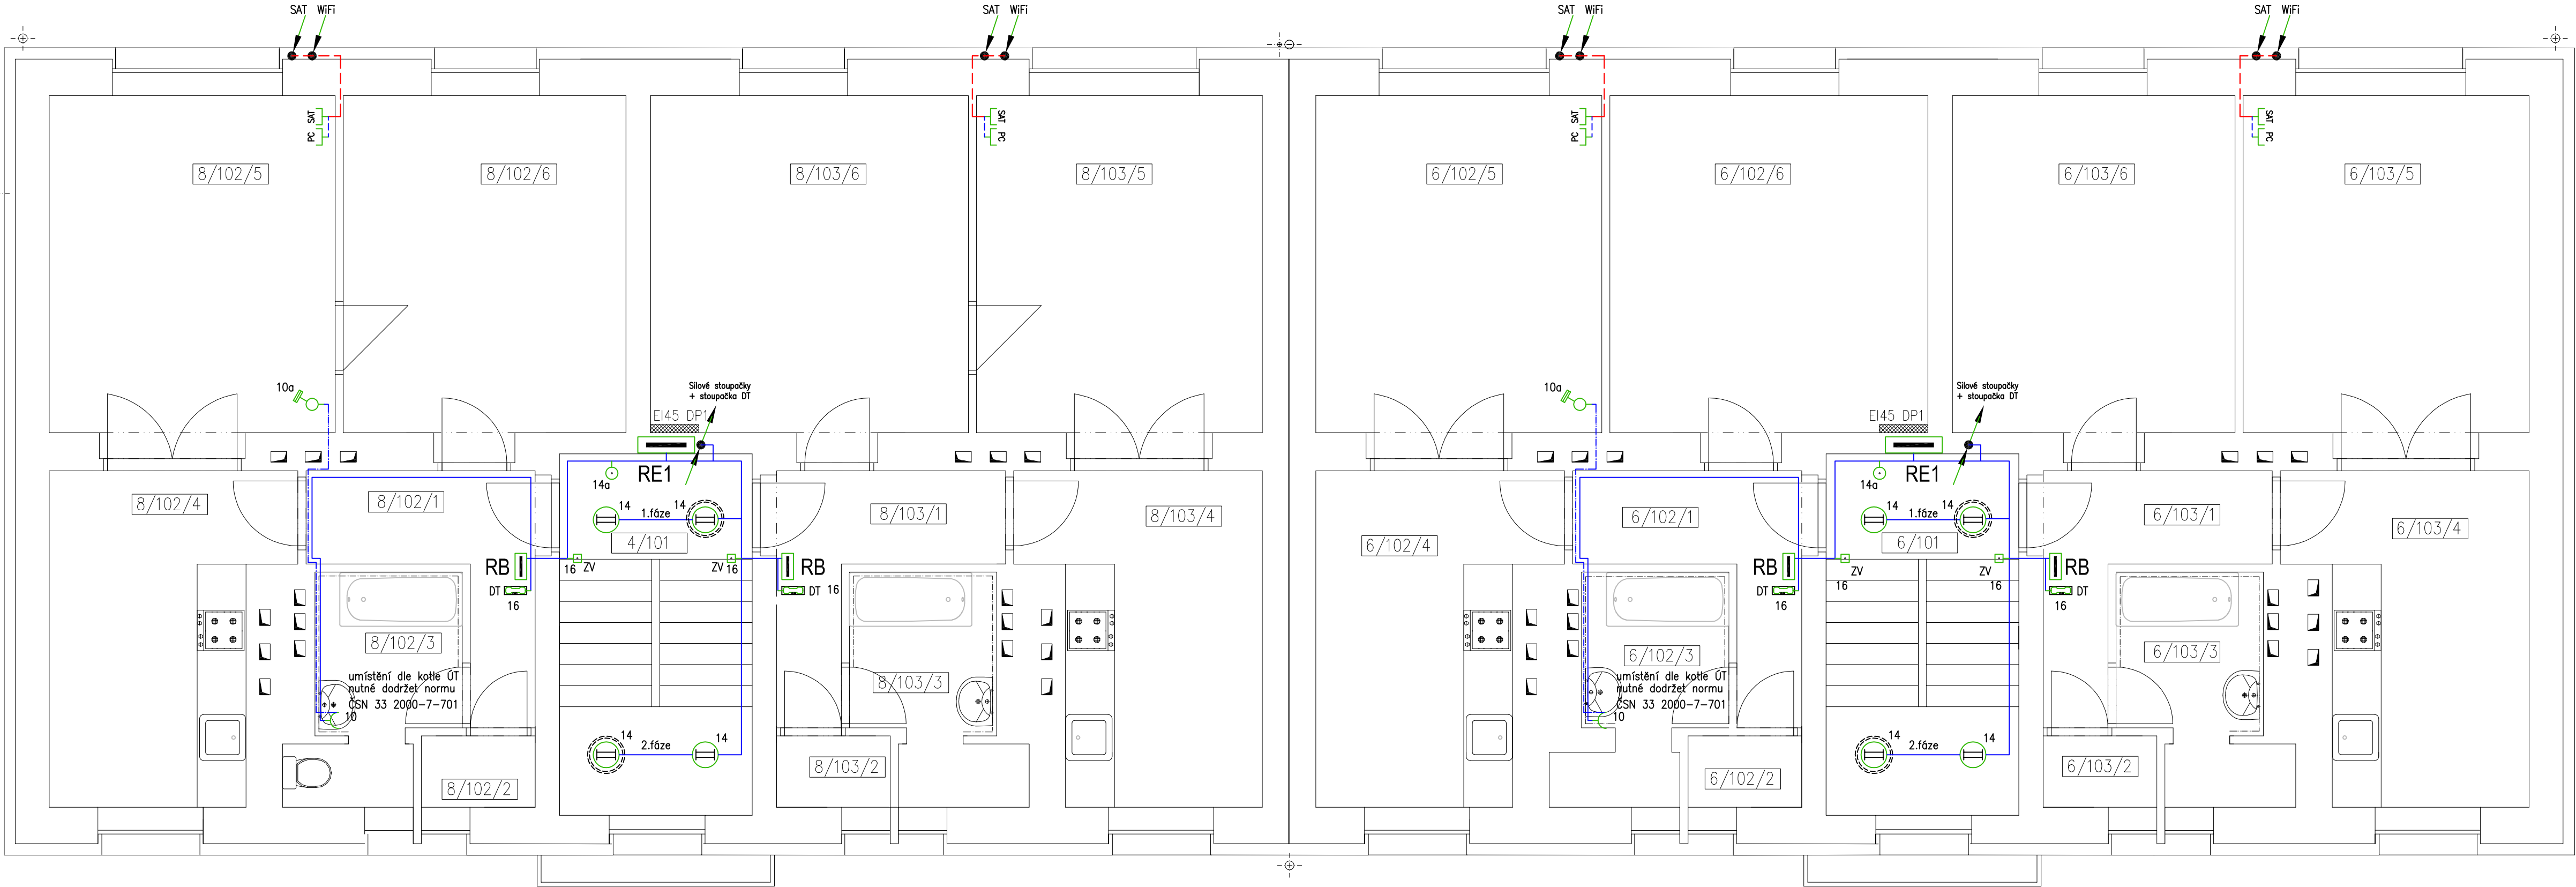 SAT WiFi
SAT WiFi
SAT WiFi
SAT WiFi
SAT
PC
SAT
PC
SAT
PC
SAT
PC
8/102/5
8/102/6
8/103/6
8/103/5
6/102/5
6/102/6
6/103/6
6/103/5
10a
Silové stoupačky
+ stoupačka DT
EI45 DP1
10a
Silové stoupačky
+ stoupačka DT
EI45 DP1
RE1
14a
RE1
14a
8/102/4
8/102/1
14
1.fáze
14
4/101
8/103/1
8/103/4
6/102/4
6/102/1
14
1.fáze
14
6/101
6/103/1
6/103/4
RB
16 ZV
ZV 16
RB
DT
16
DT 16
RB
ZV
16
ZV
16
RB
DT
16
DT
16
8/102/3
umístění dle kotle ÚT
nutné dodržet normu
ČSN 33 2000-7-701
10
8/103/3
6/102/3
umístění dle kotle ÚT
nutné dodržet normu
ČSN 33 2000-7-701
10
6/103/3
14
2.fáze
14
14
2.fáze
14
8/102/2
8/103/2
6/102/2
6/103/2